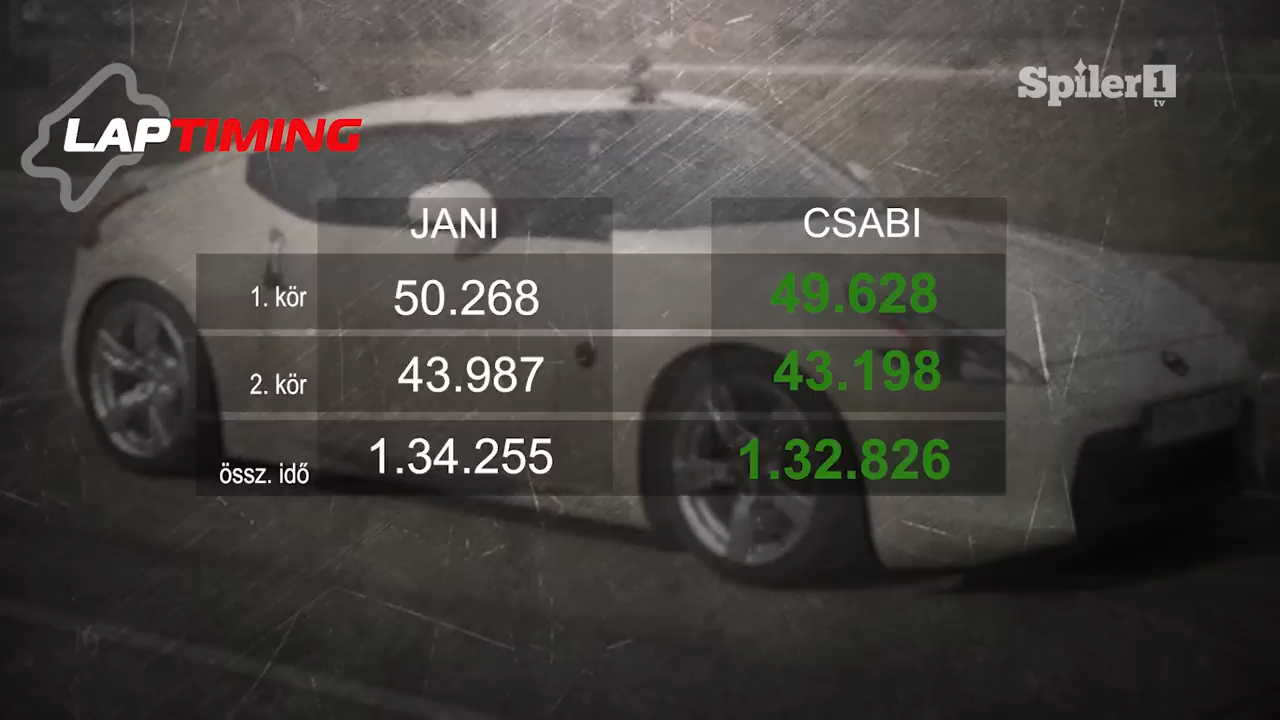 LAPTIMING
Spíler1
tv
JANI CSABI
1. kör 50.268 49.628
2. kör 43.987 43.198
össz. idő 1.34.255 1.32.826